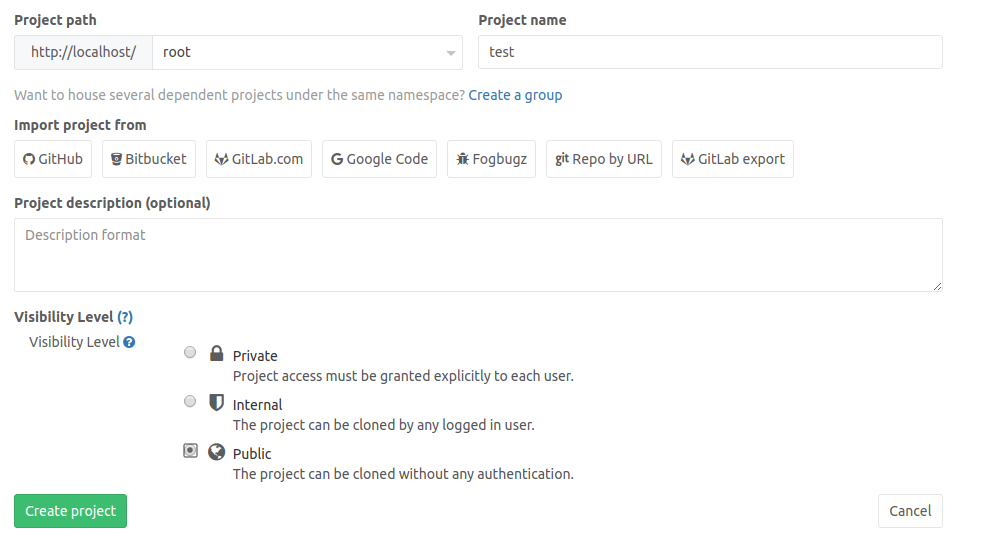 Project path Project name
http://localhost/ root test
Want to house several dependent projects under the same namespace? Create a group
Import project from
GitHub Bitbucket GitLab.com Google Code Fogbugz git Repo by URL GitLab export
Project description (optional)
Description format
Visibility Level (?)
Visibility Level ?
Private
Project access must be granted explicitly to each user.
Internal
The project can be cloned by any logged in user.
Public
The project can be cloned without any authentication.
Create project Cancel